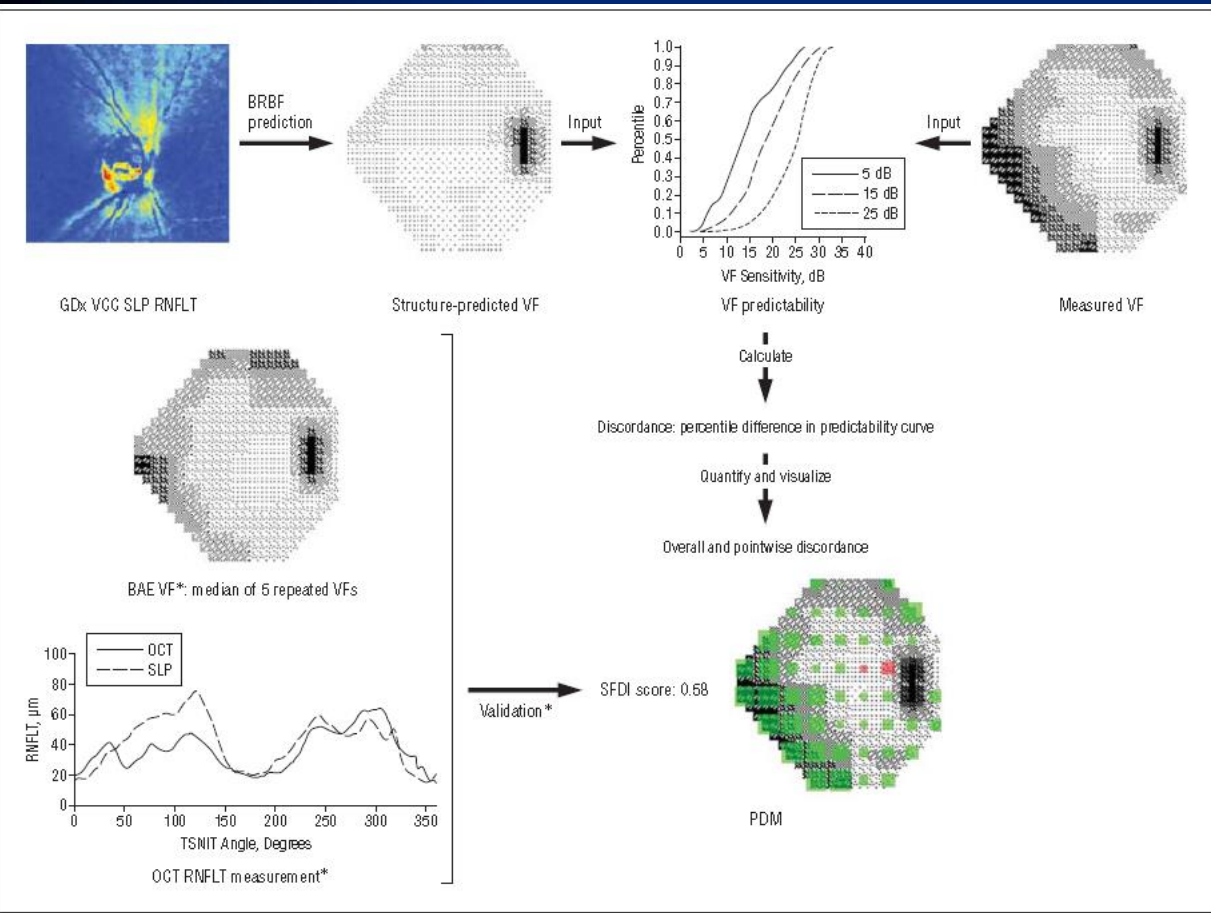 BRBF
prediction
Input
Percentile
1.0
0.9
0.8
0.7
0.6
0.5
0.4
0.3
0.2
0.1
0.0
5 dB
15 dB
25 dB
0 5 10 15 20 25 30 35 40
VF Sensitivity, dB
Input
GDx VCC SLP RNFLT
Structure-predicted VF
VF predictability
Measured VF
Calculate
Discordance: percentile difference in predictability curve
Quantify and visualize
Overall and pointwise discordance
BAE VF*: median of 5 repeated VFs
OCT
SLP
RNFLT, µm
100
80
60
40
20
0
0 50 100 150 200 250 300 350
TSNIT Angle, Degrees
OCT RNFLT measurement*
Validation*
SFDI score: 0.58
PDM